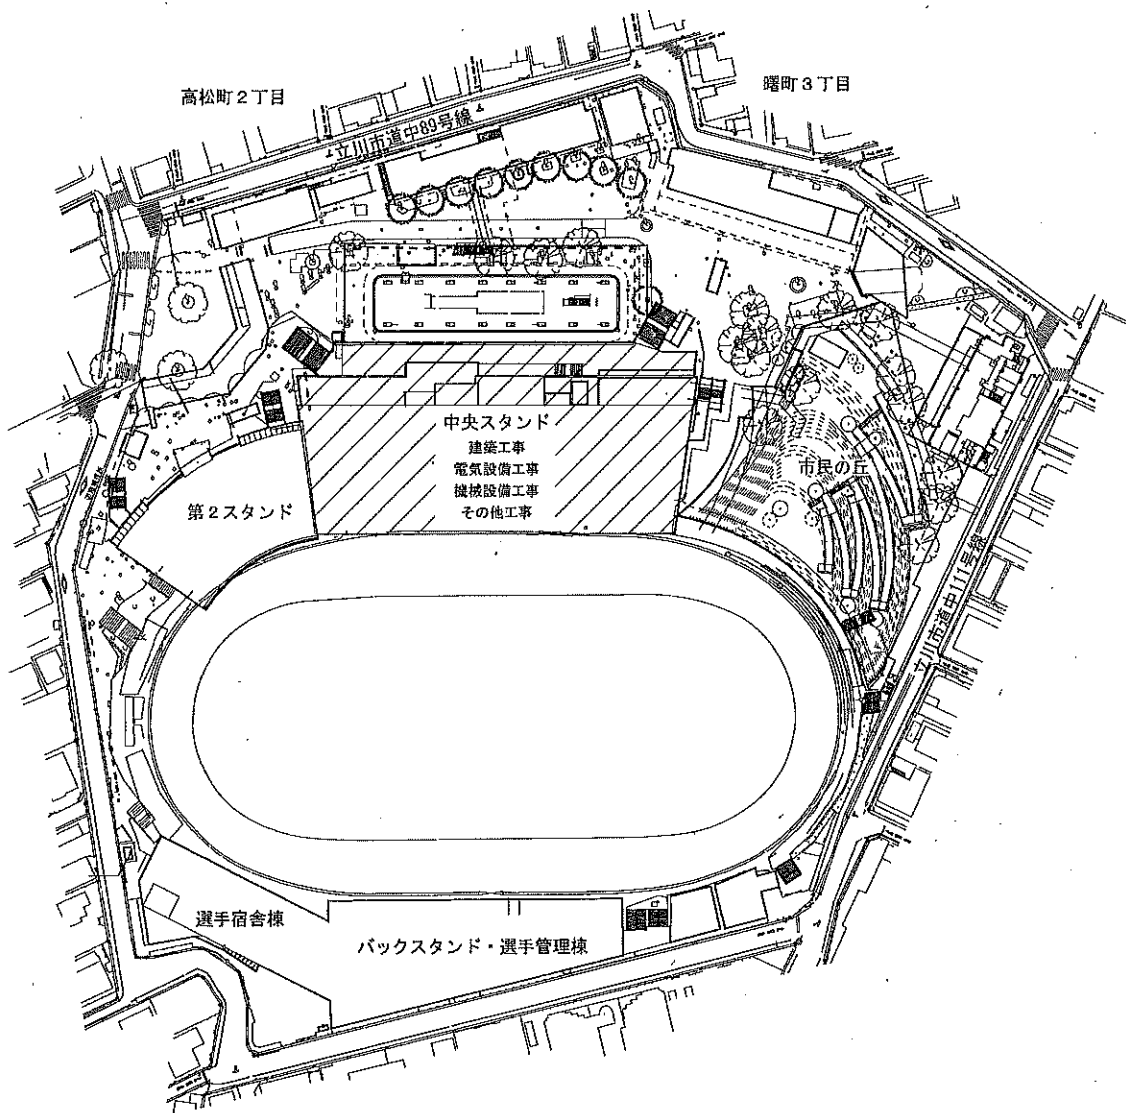 高松町2丁目
曙町3丁目
立川市道中89号線
中央スタンド
建築工事
電気設備工事
機械設備工事
その他工事
第2スタンド
市民の丘
立川市道中111号線
選手宿舎棟
バックスタンド・選手管理棟